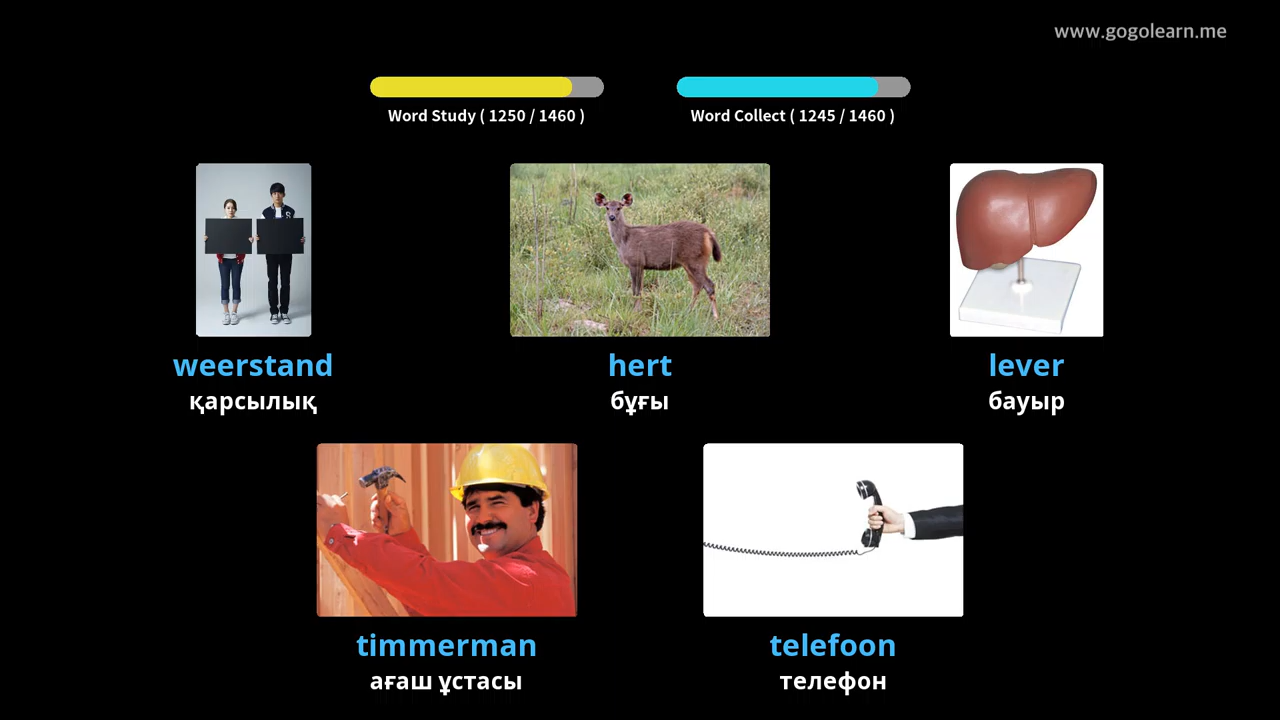 www.gogolearn.me
Word Study ( 1250 / 1460 )
Word Collect ( 1245 / 1460 )
weerstand
қарсылық
hert
бұғы
lever
бауыр
timmerman
ағаш ұстасы
telefoon
телефон